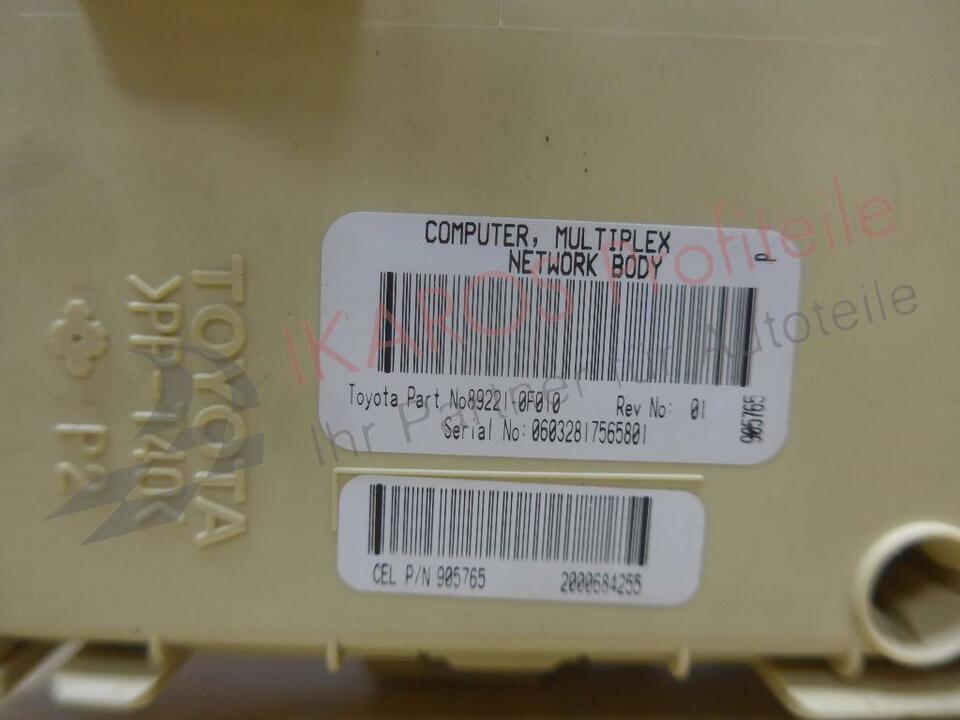 COMPUTER, MULTIPLEX
NETWORK BODY
P
Toyota Part No89221-0F010 Rev No: 01
Serial No: 06032817565801
905765
CEL P/N 905765 2000684255
TOYOTA
>PP-I40<
P2
IKAROS Profiteile
Ihr Partner für Autoteile